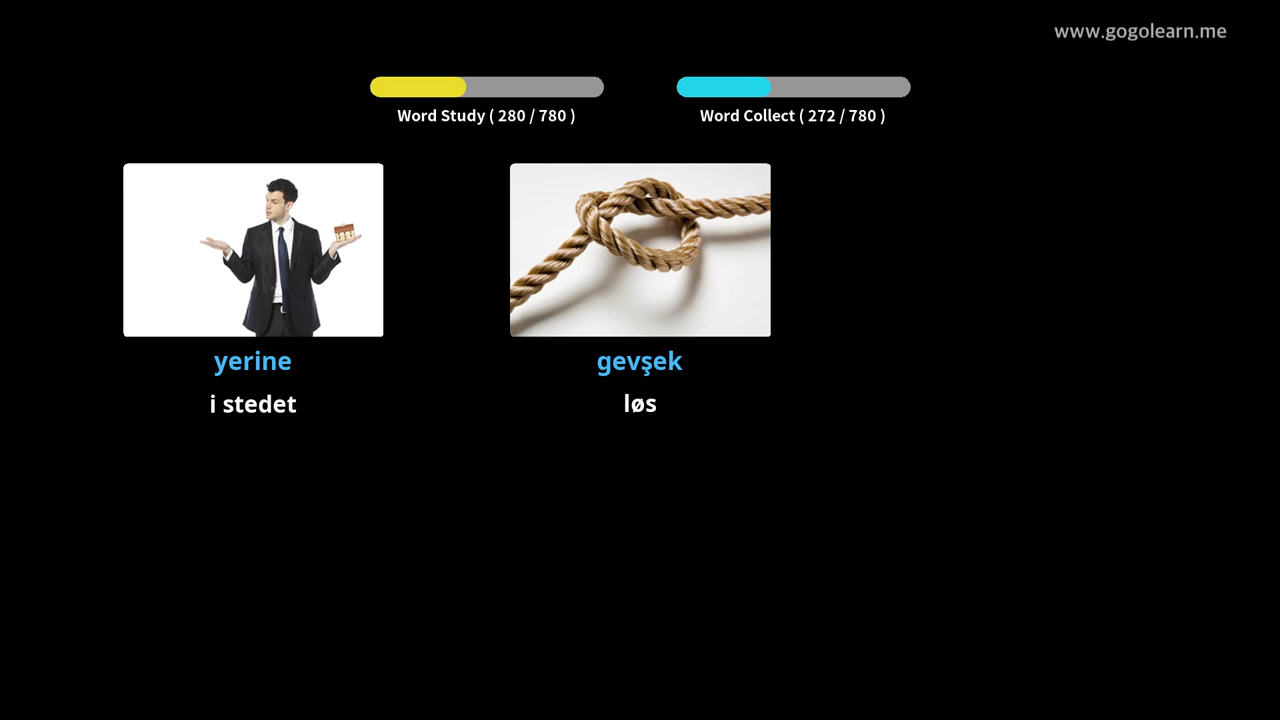 www.gogolearn.me
Word Study ( 280 / 780 )
Word Collect ( 272 / 780 )
yerine
i stedet
gevşek
løs